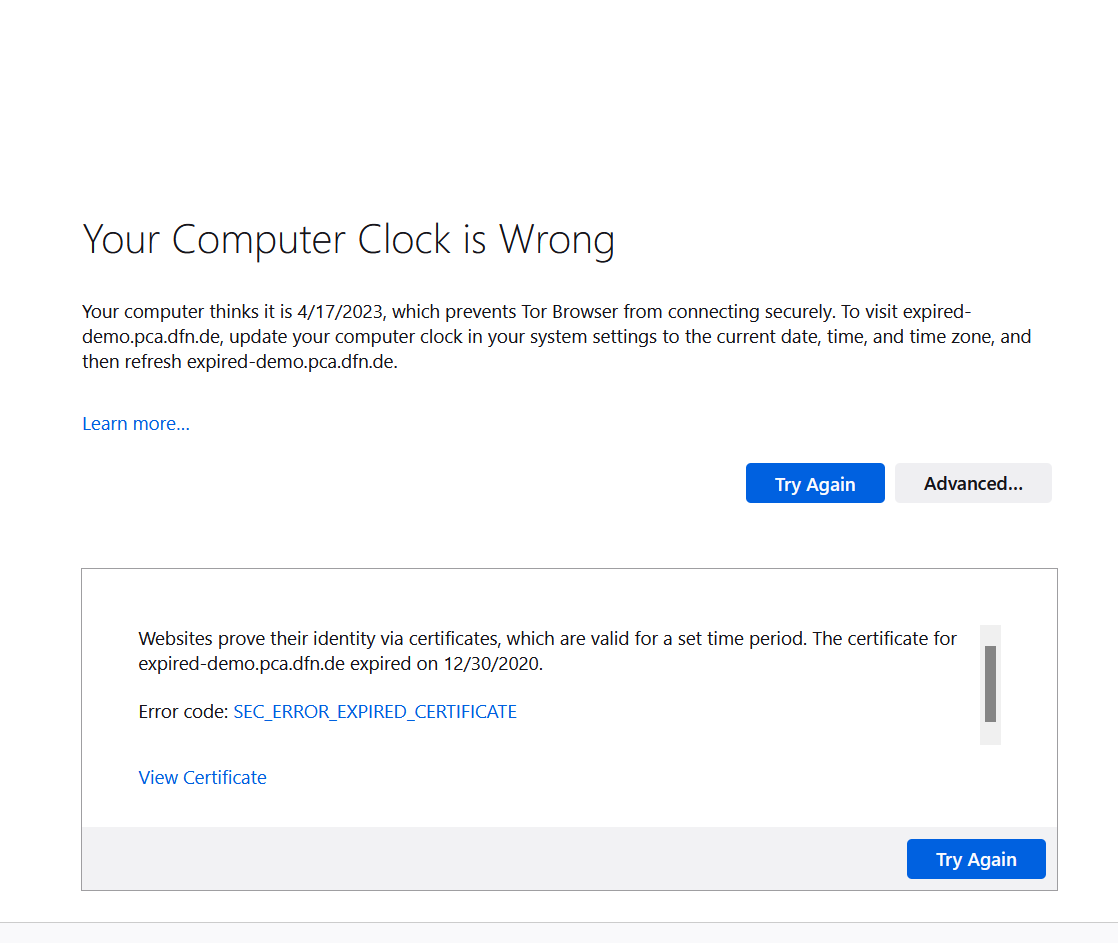 Your Computer Clock is Wrong
Your computer thinks it is 4/17/2023, which prevents Tor Browser from connecting securely. To visit expired-
demo.pca.dfn.de, update your computer clock in your system settings to the current date, time, and time zone, and
then refresh expired-demo.pca.dfn.de.
Learn more...
Try Again
Advanced...
Websites prove their identity via certificates, which are valid for a set time period. The certificate for
expired-demo.pca.dfn.de expired on 12/30/2020.
Error code: SEC_ERROR_EXPIRED_CERTIFICATE
View Certificate
Try Again